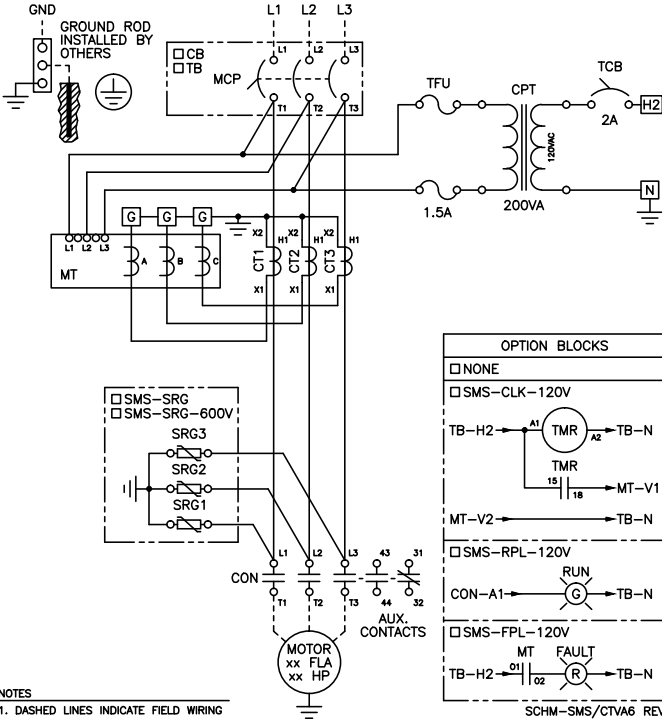 GND
GROUND ROD
INSTALLED BY
OTHERS
L1 L2 L3
CB
TB
MCP
L1 L2 L3
T1 T2 T3
TFU
1.5A
CPT
120VAC
200VA
TCB
2A
H2
N
G G G
L1 L2 L3
MT
A B C
X2 H1 X2 H1 X2 H1
CT1 CT2 CT3
X1 X1 X1
SMS-SRG
SMS-SRG-600V
SRG3
SRG2
SRG1
L1 L2 L3 43 31
CON
T1 T2 T3 44 32
AUX.
CONTACTS
MOTOR
xx FLA
xx HP
OPTION BLOCKS
NONE
SMS-CLK-120V
TB-H2 A1 TMR A2 TB-N
TMR
15 18 MT-V1
MT-V2 TB-N
SMS-RPL-120V
RUN
CON-A1 G TB-N
SMS-FPL-120V
MT FAULT
TB-H2 01 02 R TB-N
NOTES
1. DASHED LINES INDICATE FIELD WIRING
SCHM-SMS/CTVA6 REV